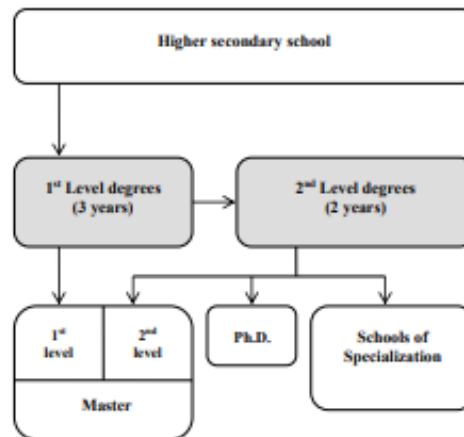 Higher secondary school
1st Level degrees
(3 years)
2nd Level degrees
(2 years)
1st
level
2nd
level
Master
Ph.D.
Schools of
Specialization